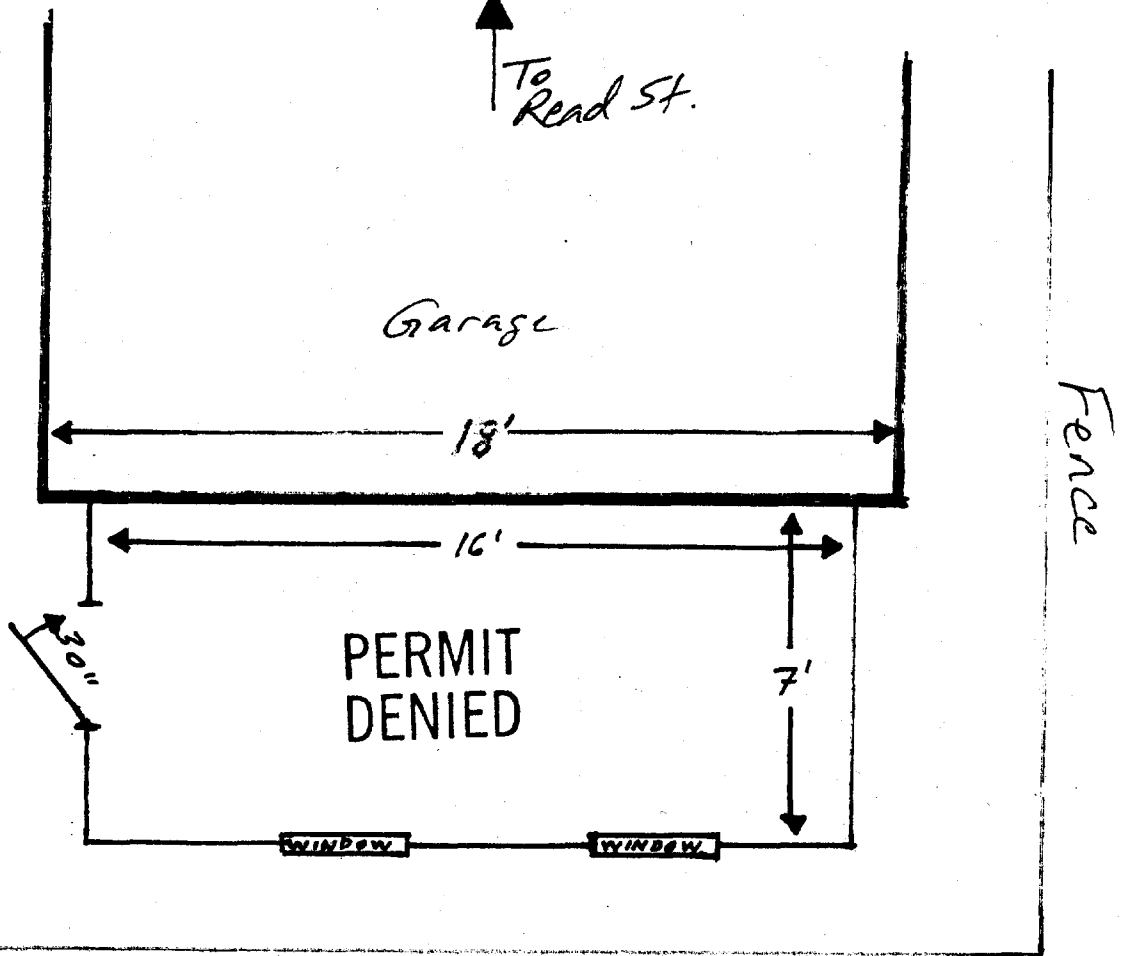 To
Read St.
Garage
18'
Fence
16'
30"
PERMIT
DENIED
7'
WINDOW
WINDOW